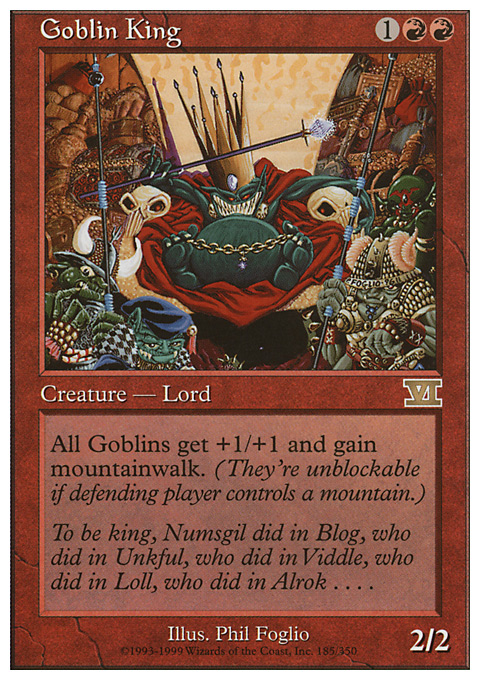 Goblin King 1
FOGLIO
Creature — Lord VI
All Goblins get +1/+1 and gain
mountainwalk. (They're unblockable
if defending player controls a mountain.)
To be king, Numsgil did in Blog, who
did in Unkful, who did in Viddle, who
did in Loll, who did in Alrok . . . .
Illus. Phil Foglio
©1993-1999 Wizards of the Coast, Inc. 185/350
2/2